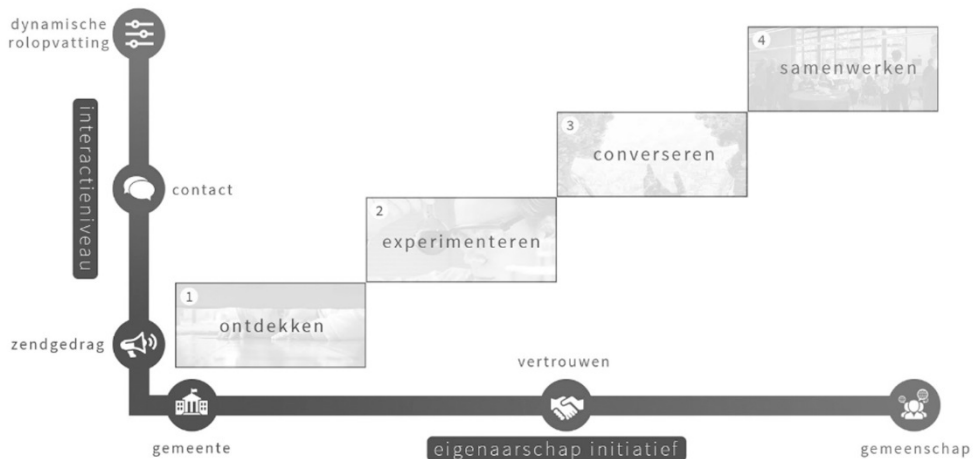 dynamische
rolopvatting
4
samenwerken
interactieniveau
3
converseren
contact
2
experimenteren
1
ontdekken
zendgedrag
vertrouwen
gemeente
eigenaarschap initiatief
gemeenschap